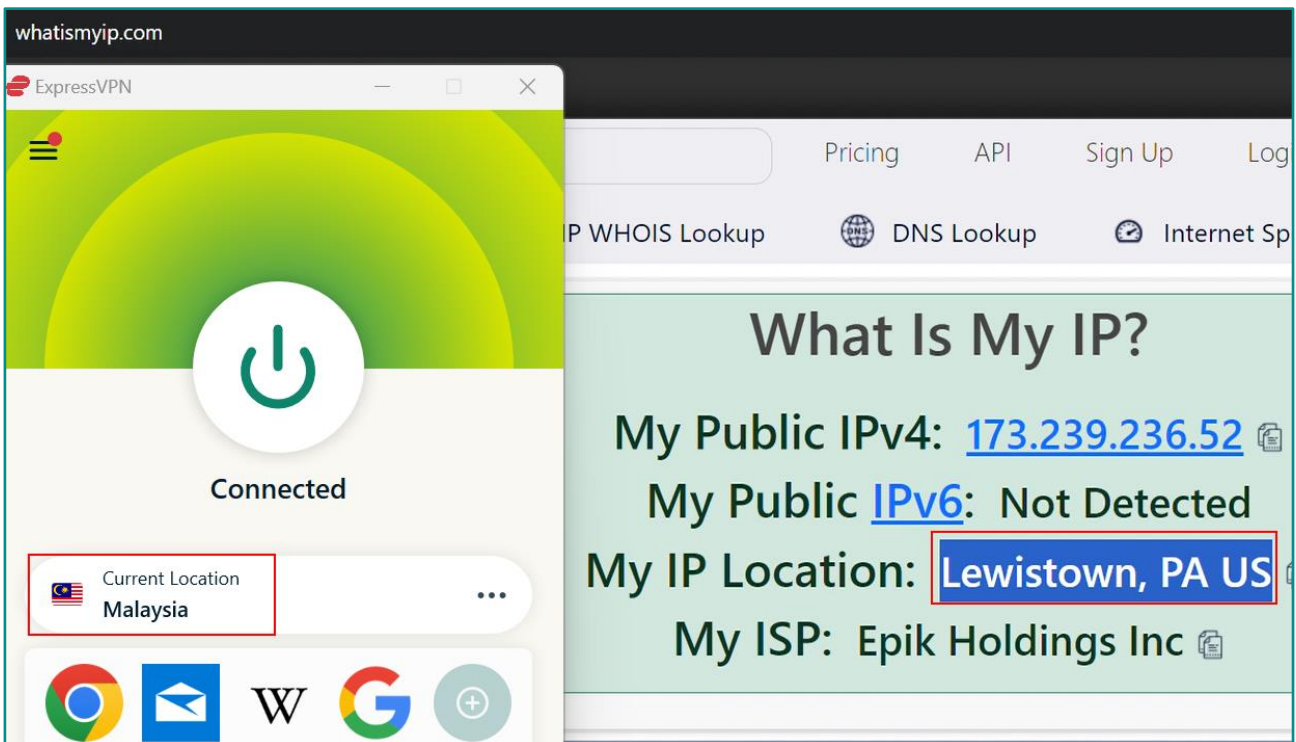 whatismyip.com
ExpressVPN
Connected
Current Location
Malaysia
Pricing API Sign Up
IP WHOIS Lookup DNS Lookup Internet
What Is My IP?
My Public IPv4: 173.239.236.52
My Public IPv6: Not Detected
My IP Location: Lewistown, PA US
My ISP: Epik Holdings Inc